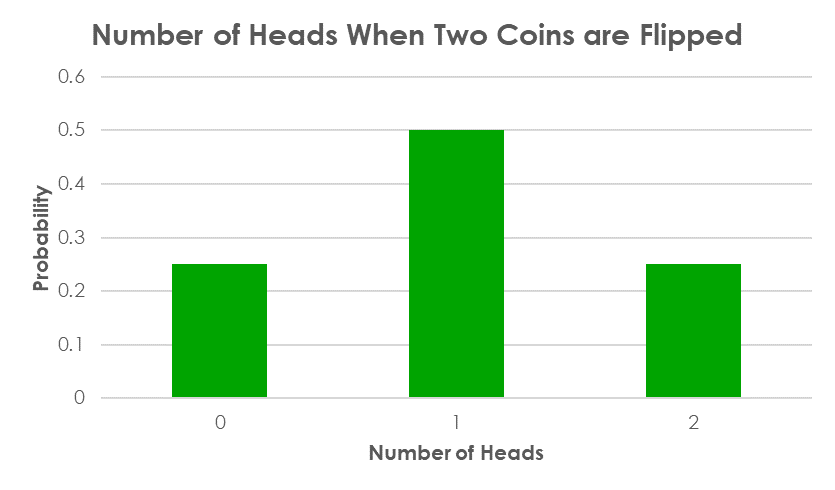 Number of Heads When Two Coins are Flipped
0.6
0.5
0.4
0.3
0.2
0.1
0
Probability
0 1 2
Number of Heads